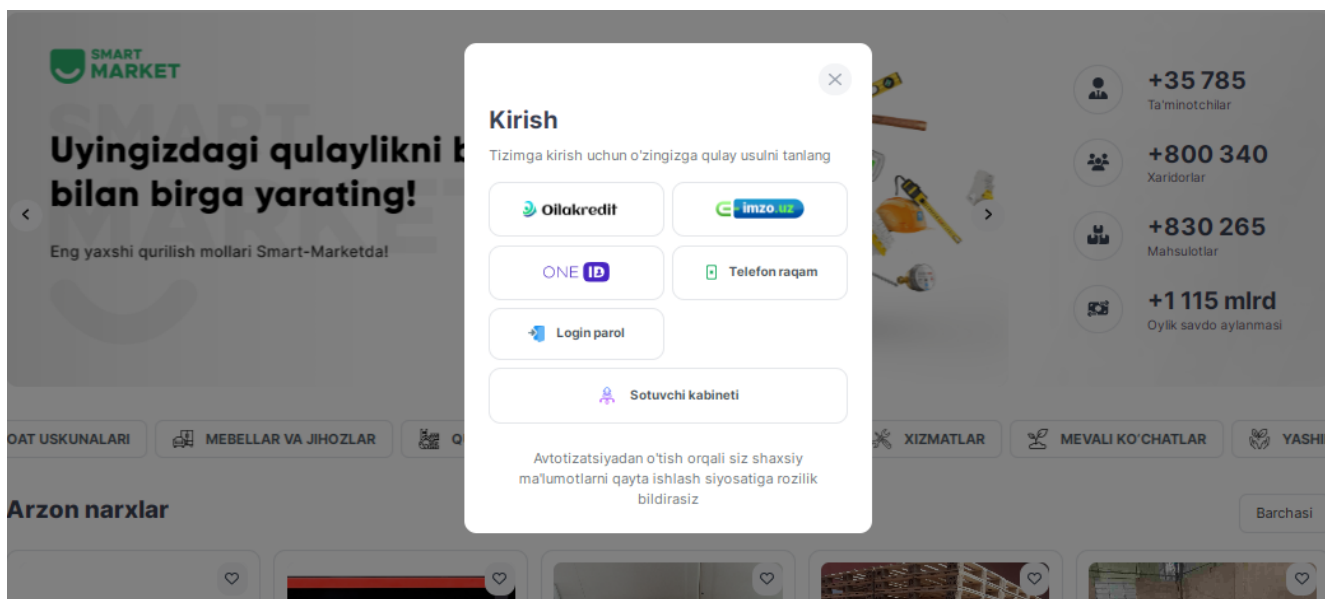 SMART
MARKET
Uyingizdagi qulaylikni
bilan birga yarating!
Eng yaxshi qurilish mollari Smart-Marketda!
Kirish
Tizimga kirish uchun o'zingizga qulay usulni tanlang
Oilakredit
E-imzo.uz
ONE ID
Telefon raqam
Login parol
Sotuvchi kabineti
Avtotizatsiyadan o'tish orqali siz shaxsiy
ma'lumotlarni qayta ishlash siyosatiga rozilik
bildirasiz
+35 785
Ta'minotchilar
+800 340
Xaridorlar
+830 265
Mahsulotlar
+1 115 mlrd
Oylik savdo aylanmasi
OAT USKUNALARI
MEBELLAR VA JIHOZLAR
XIZMATLAR
MEVALI KO'CHATLAR
YASHI
Arzon narxlar
Barchasi